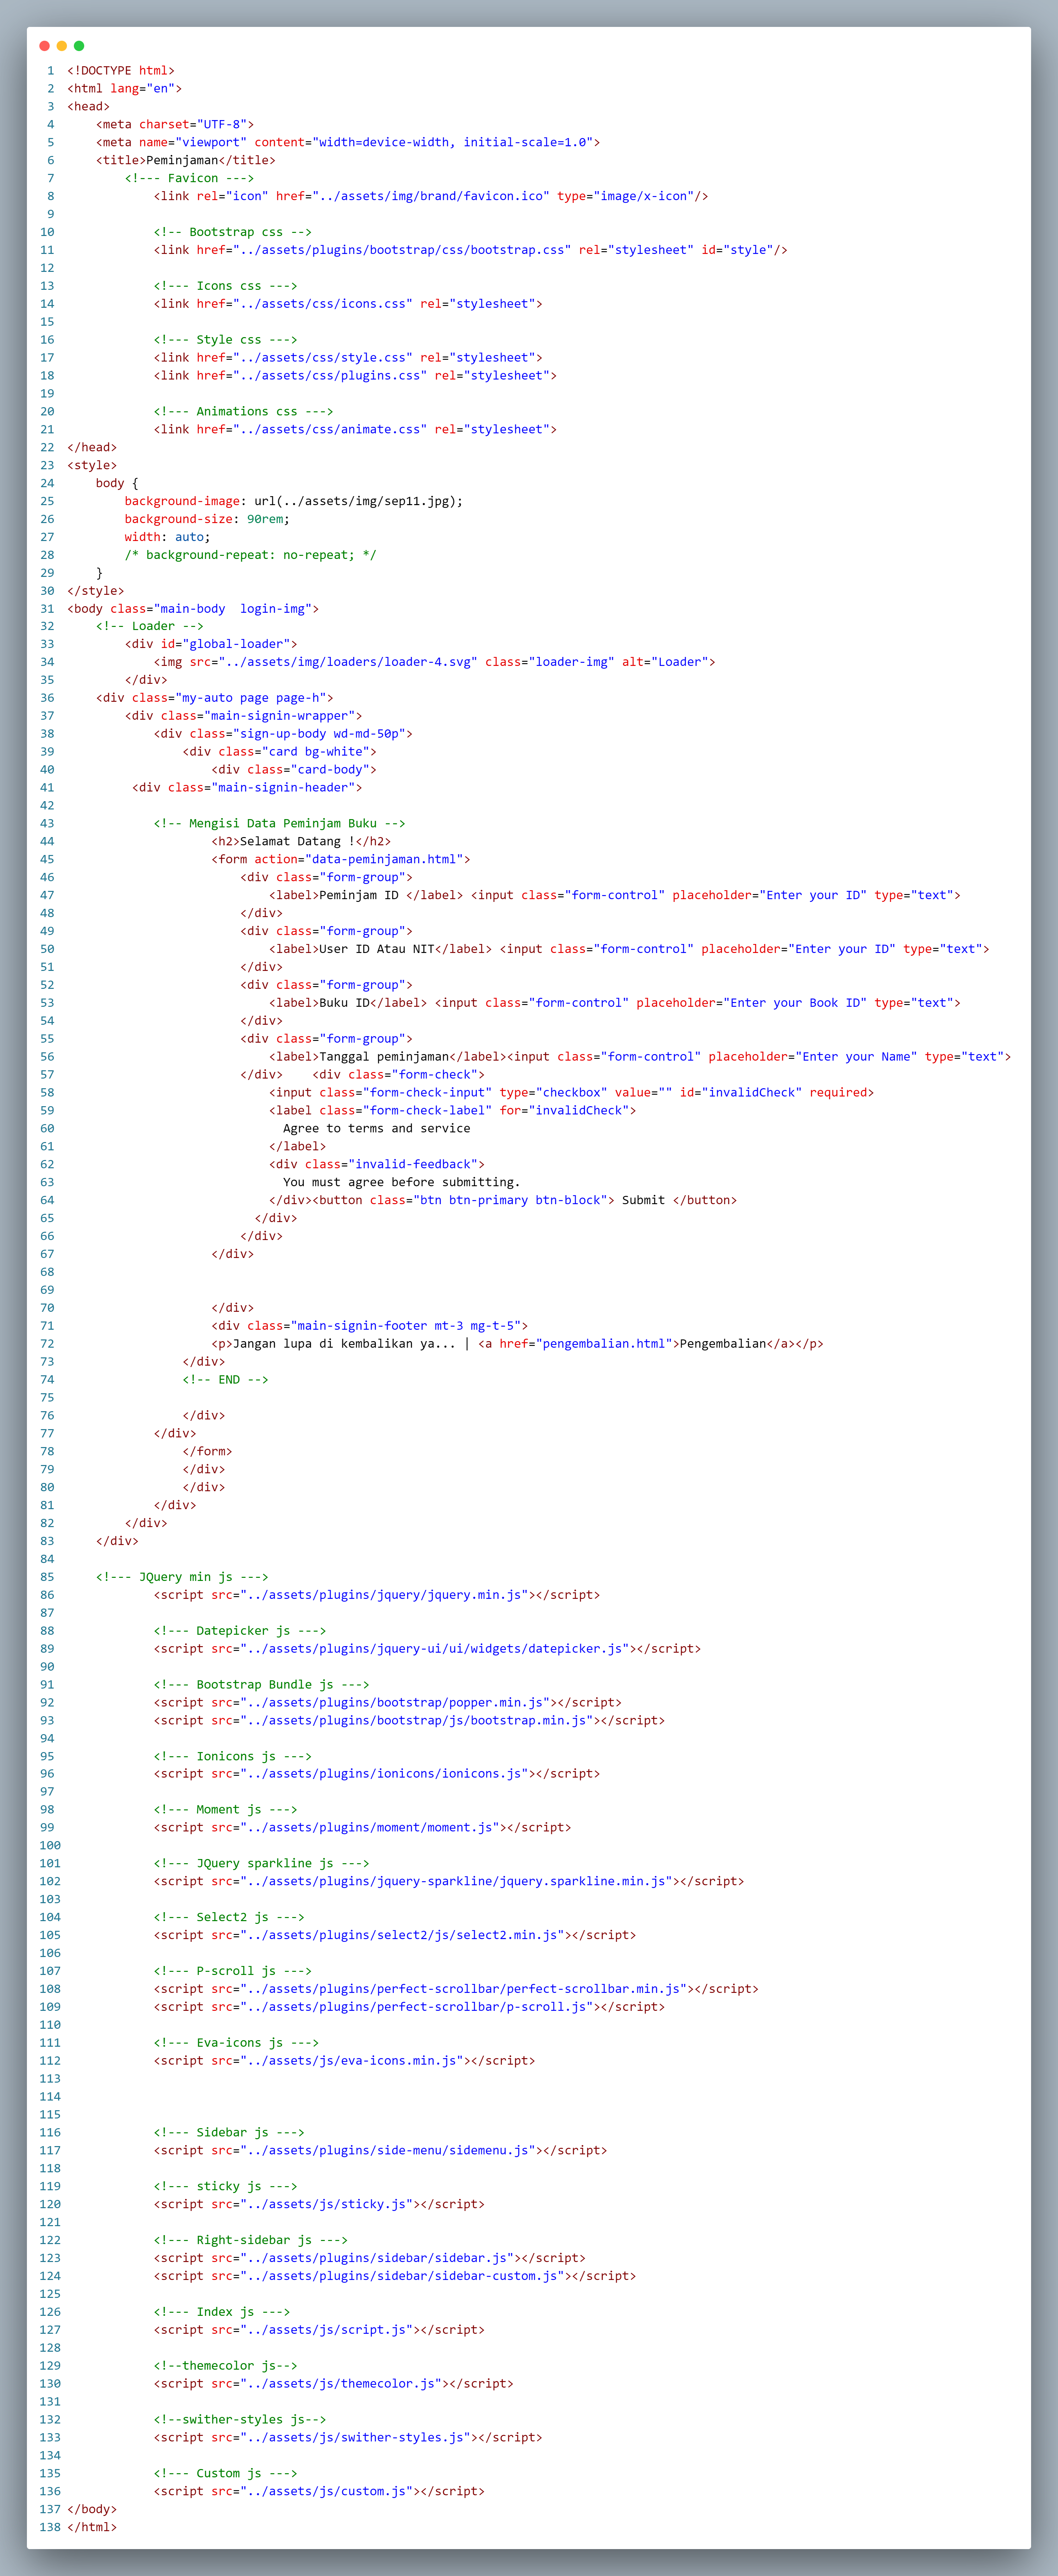 1 <!DOCTYPE html>
2 <html lang="en">
3 <head>
4     <meta charset="UTF-8">
5     <meta name="viewport" content="width=device-width, initial-scale=1.0">
6     <title>Peminjaman</title>
7         <!--- Favicon --->
8             <link rel="icon" href="../assets/img/brand/favicon.ico" type="image/x-icon"/>
9
10             <!-- Bootstrap css -->
11             <link href="../assets/plugins/bootstrap/css/bootstrap.css" rel="stylesheet" id="style"/>
12
13             <!--- Icons css --->
14             <link href="../assets/css/icons.css" rel="stylesheet">
15
16             <!--- Style css --->
17             <link href="../assets/css/style.css" rel="stylesheet">
18             <link href="../assets/css/plugins.css" rel="stylesheet">
19
20             <!--- Animations css --->
21             <link href="../assets/css/animate.css" rel="stylesheet">
22 </head>
23 <style>
24     body {
25         background-image: url(../assets/img/sep11.jpg);
26         background-size: 90rem;
27         width: auto;
28         /* background-repeat: no-repeat; */
29     }
30 </style>
31 <body class="main-body  login-img">
32     <!-- Loader -->
33         <div id="global-loader">
34             <img src="../assets/img/loaders/loader-4.svg" class="loader-img" alt="Loader">
35         </div>
36     <div class="my-auto page page-h">
37         <div class="main-signin-wrapper">
38             <div class="sign-up-body wd-md-50p">
39                 <div class="card bg-white">
40                     <div class="card-body">
41          <div class="main-signin-header">
42
43             <!-- Mengisi Data Peminjam Buku -->
44                     <h2>Selamat Datang !</h2>
45                     <form action="data-peminjaman.html">
46                         <div class="form-group">
47                             <label>Peminjam ID </label> <input class="form-control" placeholder="Enter your ID" type="text">
48                         </div>
49                         <div class="form-group">
50                             <label>User ID Atau NIT</label> <input class="form-control" placeholder="Enter your ID" type="text">
51                         </div>
52                         <div class="form-group">
53                             <label>Buku ID</label> <input class="form-control" placeholder="Enter your Book ID" type="text">
54                         </div>
55                         <div class="form-group">
56                             <label>Tanggal peminjaman</label><input class="form-control" placeholder="Enter your Name" type="text">
57                         </div>    <div class="form-check">
58                             <input class="form-check-input" type="checkbox" value="" id="invalidCheck" required>
59                             <label class="form-check-label" for="invalidCheck">
60                               Agree to terms and service
61                             </label>
62                             <div class="invalid-feedback">
63                               You must agree before submitting.
64                             </div><button class="btn btn-primary btn-block"> Submit </button>
65                           </div>
66                         </div>
67                     </div>
68
69
70                     </div>
71                     <div class="main-signin-footer mt-3 mg-t-5">
72                     <p>Jangan lupa di kembalikan ya... | <a href="pengembalian.html">Pengembalian</a></p>
73                 </div>
74                 <!-- END -->
75
76                 </div>
77             </div>
78                 </form>
79                 </div>
80                 </div>
81             </div>
82         </div>
83     </div>
84
85     <!--- JQuery min js --->
86             <script src="../assets/plugins/jquery/jquery.min.js"></script>
87
88             <!--- Datepicker js --->
89             <script src="../assets/plugins/jquery-ui/ui/widgets/datepicker.js"></script>
90
91             <!--- Bootstrap Bundle js --->
92             <script src="../assets/plugins/bootstrap/popper.min.js"></script>
93             <script src="../assets/plugins/bootstrap/js/bootstrap.min.js"></script>
94
95             <!--- Ionicons js --->
96             <script src="../assets/plugins/ionicons/ionicons.js"></script>
97
98             <!--- Moment js --->
99             <script src="../assets/plugins/moment/moment.js"></script>
100
101             <!--- JQuery sparkline js --->
102             <script src="../assets/plugins/jquery-sparkline/jquery.sparkline.min.js"></script>
103
104             <!--- Select2 js --->
105             <script src="../assets/plugins/select2/js/select2.min.js"></script>
106
107             <!--- P-scroll js --->
108             <script src="../assets/plugins/perfect-scrollbar/perfect-scrollbar.min.js"></script>
109             <script src="../assets/plugins/perfect-scrollbar/p-scroll.js"></script>
110
111             <!--- Eva-icons js --->
112             <script src="../assets/js/eva-icons.min.js"></script>
113
114
115
116             <!--- Sidebar js --->
117             <script src="../assets/plugins/side-menu/sidemenu.js"></script>
118
119             <!--- sticky js --->
120             <script src="../assets/js/sticky.js"></script>
121
122             <!--- Right-sidebar js --->
123             <script src="../assets/plugins/sidebar/sidebar.js"></script>
124             <script src="../assets/plugins/sidebar/sidebar-custom.js"></script>
125
126             <!--- Index js --->
127             <script src="../assets/js/script.js"></script>
128
129             <!--themecolor js-->
130             <script src="../assets/js/themecolor.js"></script>
131
132             <!--swither-styles js-->
133             <script src="../assets/js/swither-styles.js"></script>
134
135             <!--- Custom js --->
136             <script src="../assets/js/custom.js"></script>
137 </body>
138 </html>